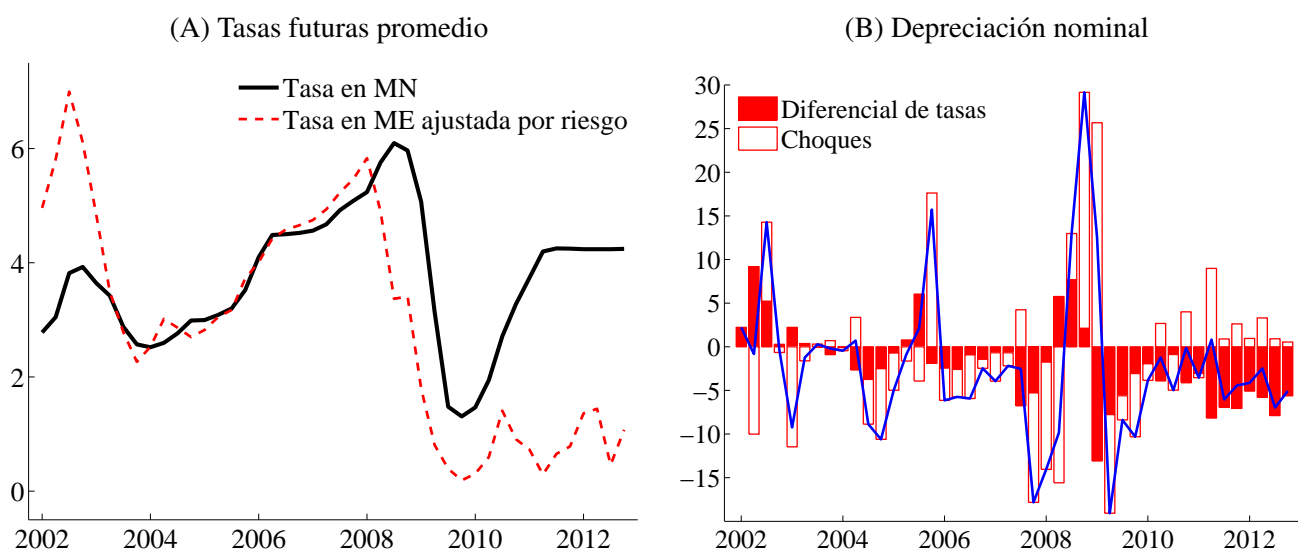 (A) Tasas futuras promedio
Tasa en MN
Tasa en ME ajustada por riesgo
6
4
2
0
2002 2004 2006 2008 2010 2012
(B) Depreciación nominal
30
Diferencial de tasas
25
Choques
20
15
10
5
0
−5
−10
−15
2002 2004 2006 2008 2010 2012